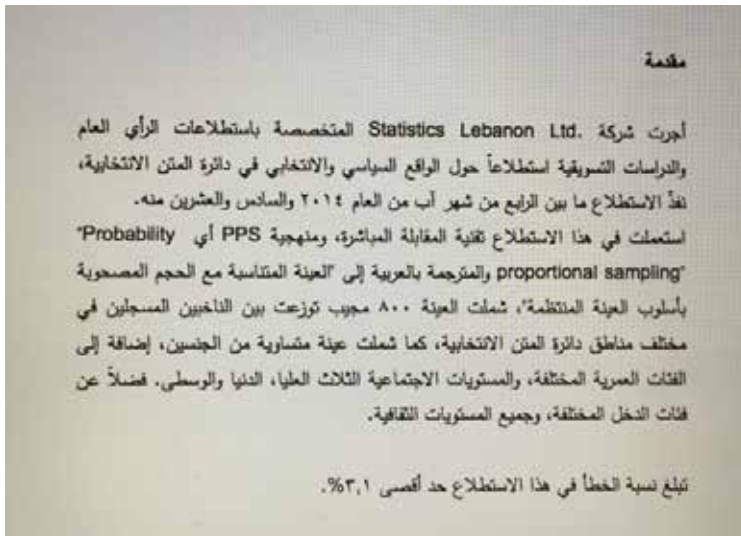 مقدمة
أجرت شركة Statistics Lebanon Ltd. المتخصصة باستطلاعات الرأي العام
والدراسات التسويقية استطلاعاً حول الواقع السياسي والانتخابي في دائرة المتن الانتخابية،
نفذّ الاستطلاع ما بين الرابع من شهر آب من العام ٢٠١٤ والسادس والعشرين منه.
استعملت في هذا الاستطلاع تقنية المقابلة المباشرة، ومنهجية PPS أي "Probability
proportional sampling" والمترجمة بالعربية إلى "العينة المتناسبة مع الحجم المصحوبة
بأسلوب العينة المنتظمة"، شملت العينة ٨٠٠ مجيب توزعت بين الناخبين المسجلين في
مختلف مناطق دائرة المتن الانتخابية، كما شملت عينة متساوية من الجنسين، إضافة إلى
الفئات العمرية المختلفة، والمستويات الاجتماعية الثلاث العليا، الدنيا والوسطى. فضلاً عن
فئات الدخل المختلفة، وجميع المستويات الثقافية.
تبلغ نسبة الخطأ في هذا الاستطلاع حد أقصى ٣,١%.